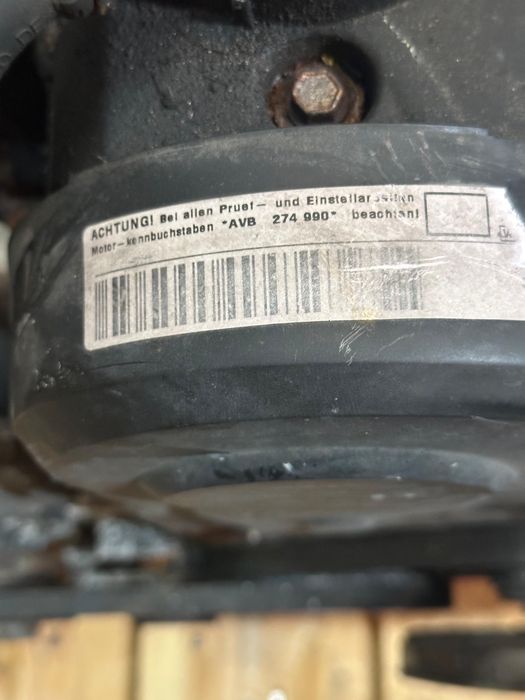 ACHTUNG! Bei allen Pruef- und Einstellarbeiten
Motor-kennbuchstaben *AVB 274 990* beachten!